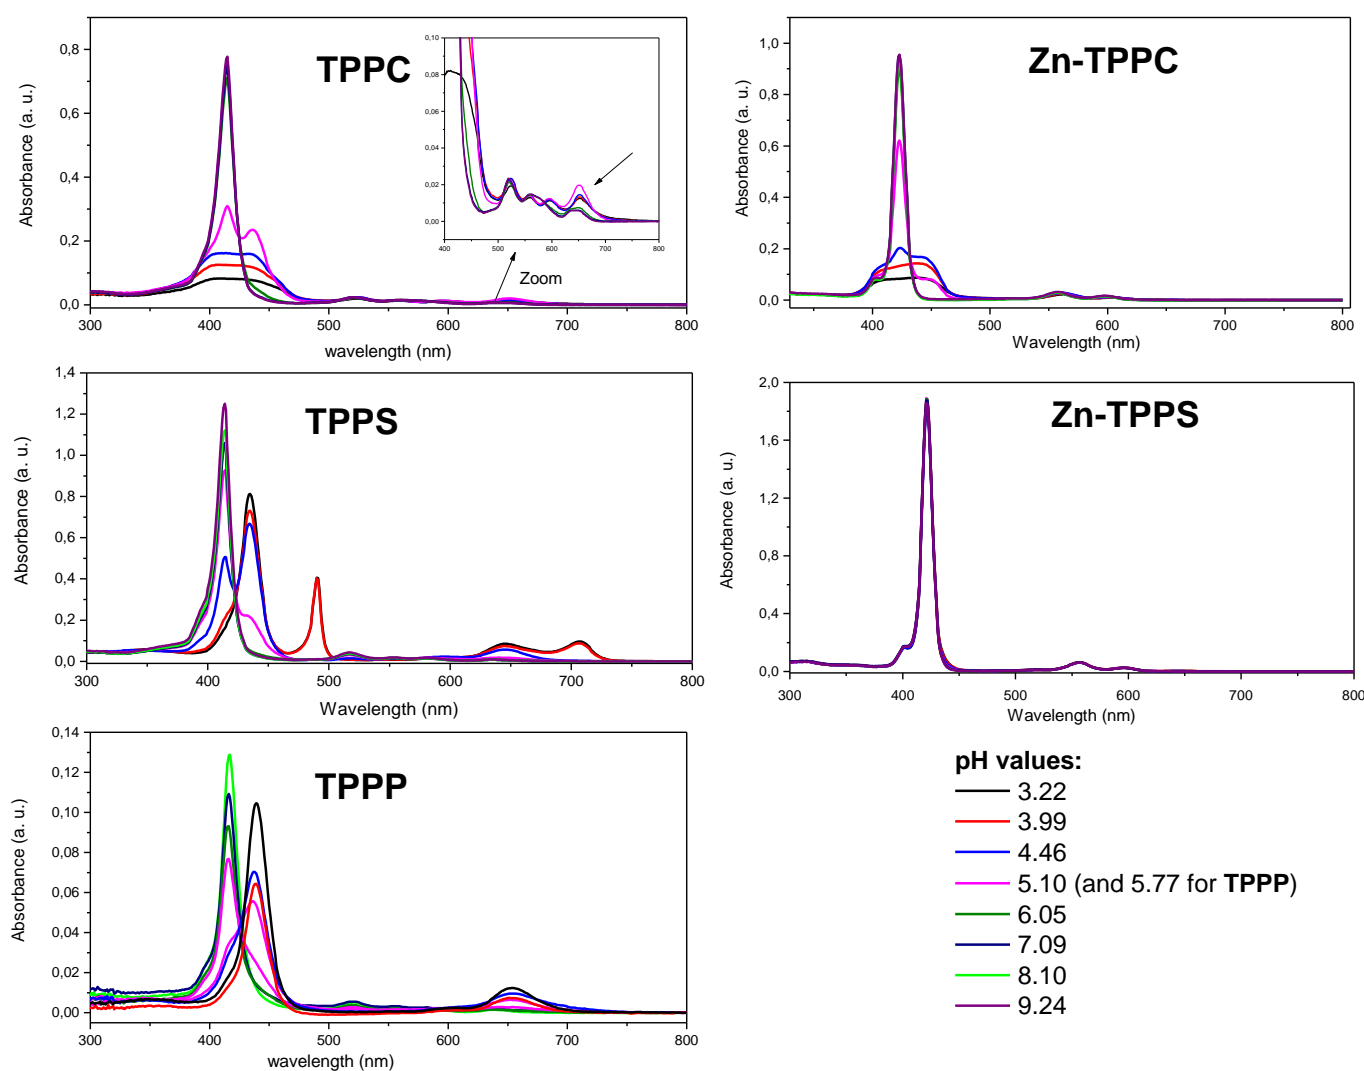 TPPC
0,8
0,6
0,4
0,2
0,0
Absorbance (a. u.)
300 400 500 600 700 800
wavelength (nm)
0,10
0,08
0,06
0,04
0,02
0,00
Absorbance (a. u.)
400 500 600 700 800
Zoom
Zn-TPPC
1,0
0,8
0,6
0,4
0,2
0,0
Absorbance (a. u.)
400 500 600 700 800
Wavelength (nm)
TPPS
1,4
1,2
1,0
0,8
0,6
0,4
0,2
0,0
Absorbance (a. u.)
300 400 500 600 700 800
Wavelength (nm)
Zn-TPPS
2,0
1,6
1,2
0,8
0,4
0,0
Absorbance (a. u.)
300 400 500 600 700 800
Wavelength (nm)
TPPP
0,14
0,12
0,10
0,08
0,06
0,04
0,02
0,00
Absorbance (a. u.)
300 400 500 600 700 800
wavelength (nm)
pH values:
3.22
3.99
4.46
5.10 (and 5.77 for TPPP)
6.05
7.09
8.10
9.24